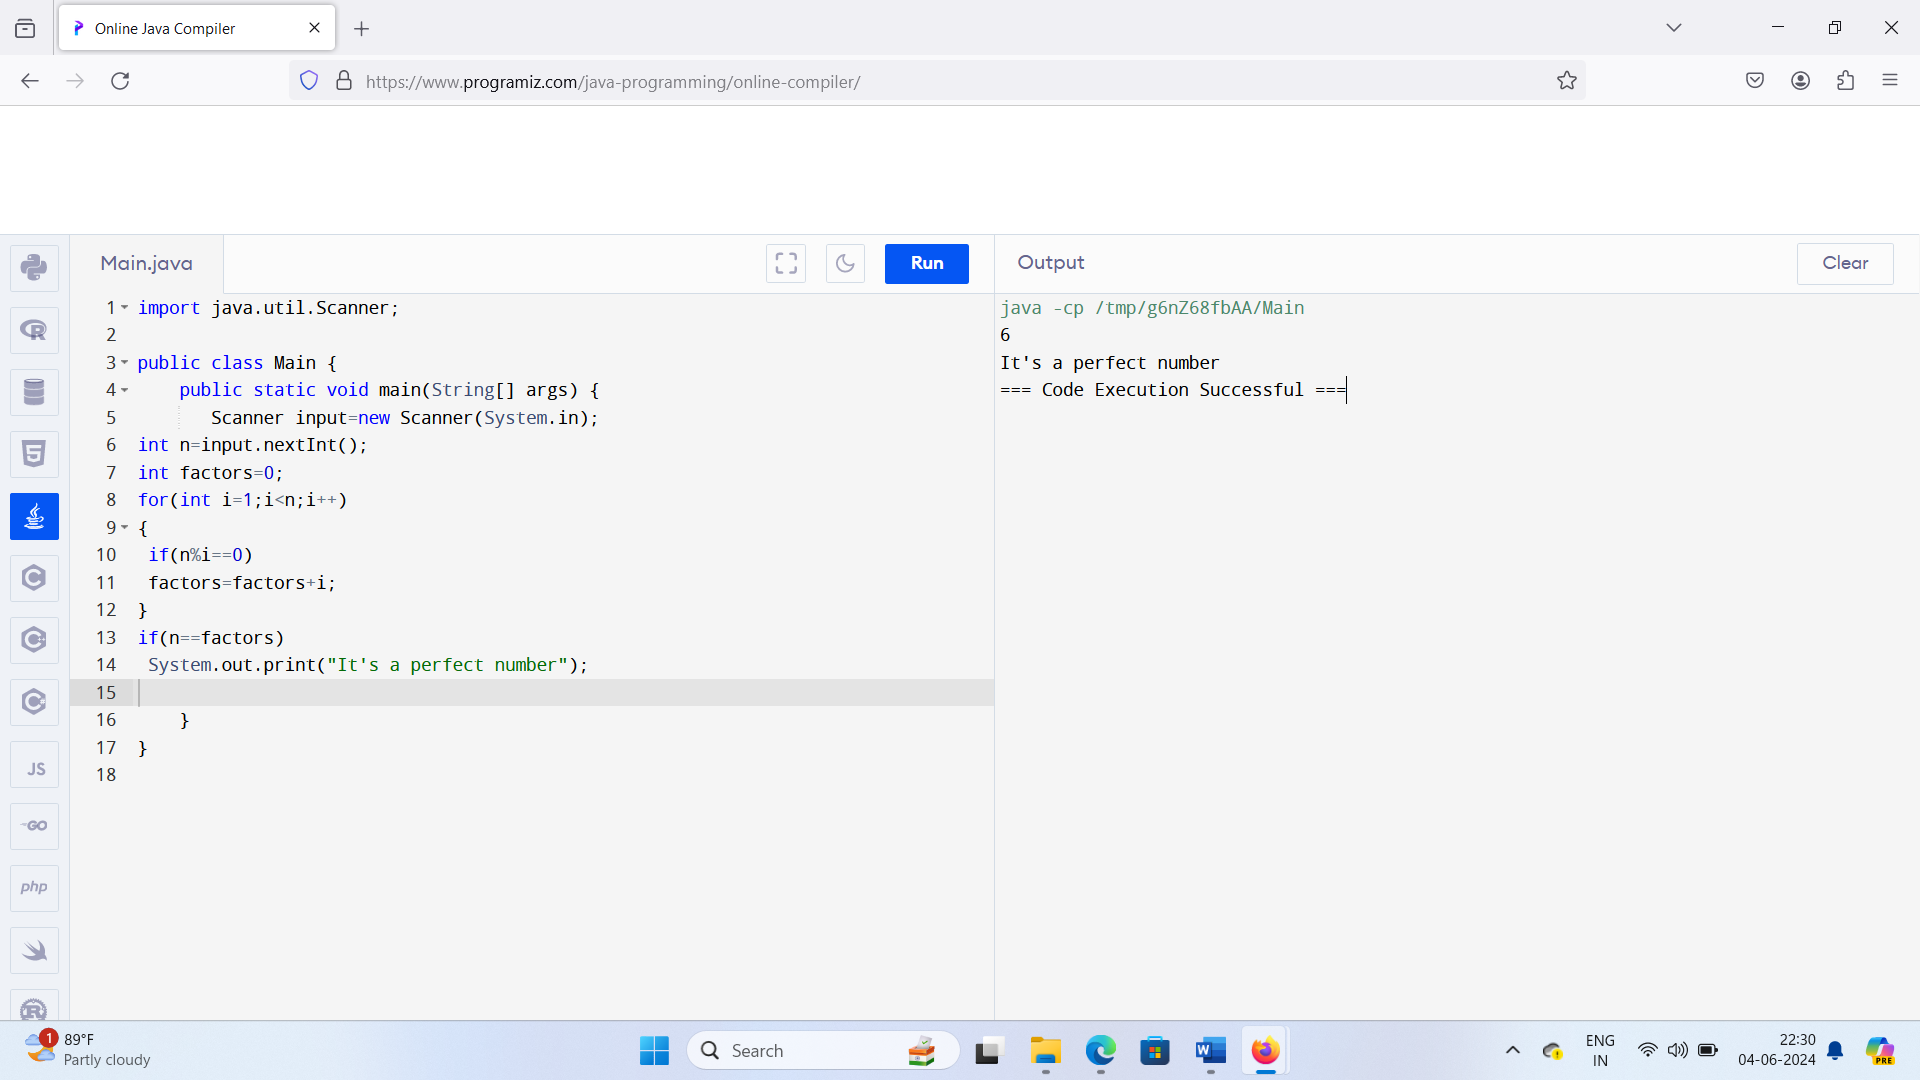 Online Java Compiler
https://www.programiz.com/java-programming/online-compiler/
Main.java
Run
Output
Clear
1 import java.util.Scanner;
2
3 public class Main {
4 public static void main(String[] args) {
5 Scanner input=new Scanner(System.in);
6 int n=input.nextInt();
7 int factors=0;
8 for(int i=1;i<n;i++)
9 {
10 if(n%i==0)
11 factors=factors+i;
12 }
13 if(n==factors)
14 System.out.print("It's a perfect number");
15
16 }
17 }
18
java -cp /tmp/g6nZ68fbAA/Main
6
It's a perfect number
=== Code Execution Successful ===
R
5
C
C
C
JS
GO
php
R
1
89°F
Partly cloudy
Search
W
ENG
IN
22:30
04-06-2024
PRE